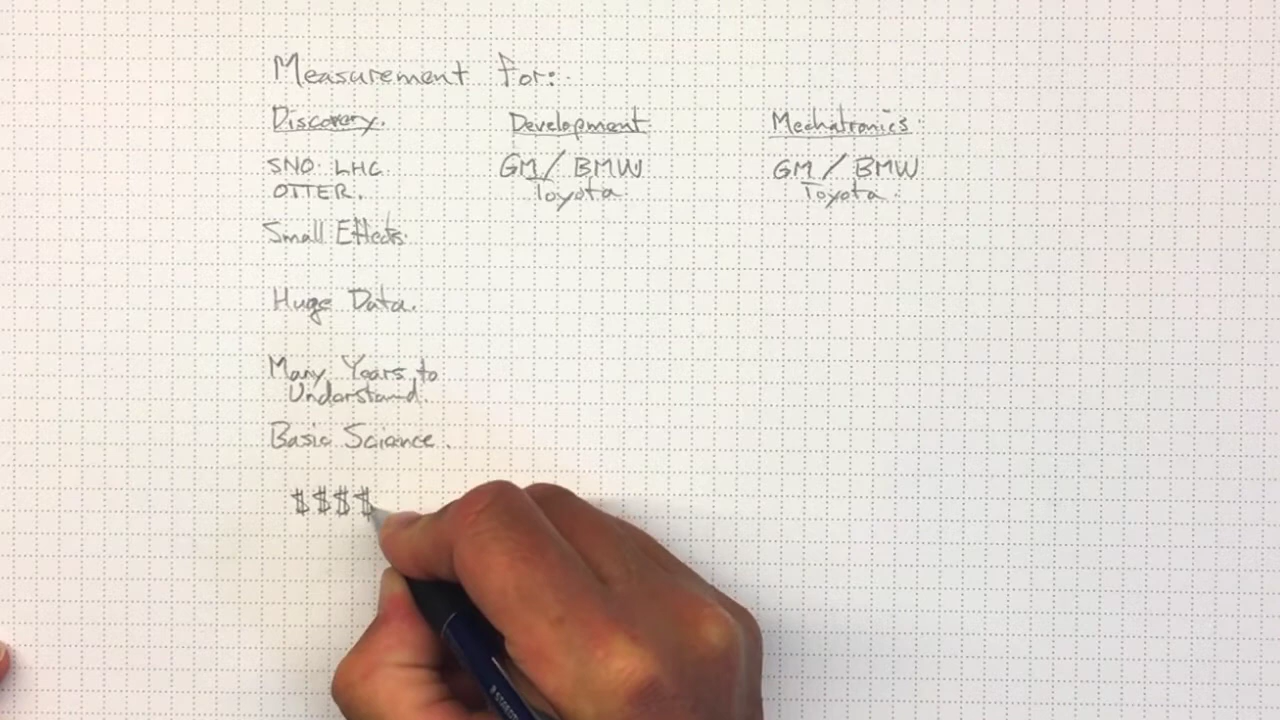 Measurement for:
Discovery. Development Mechatronics
SNO. LHC GM / BMW GM / BMW
OTTER. Toyota Toyota
Small Effects.
Huge Data.
Many Years to
Understand.
Basic Science.
$$$$